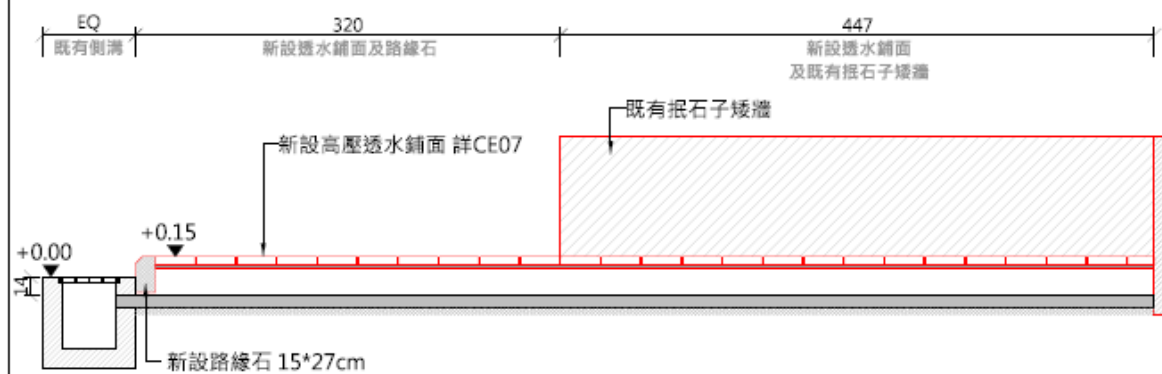 EQ
320
447
既有側溝
新設透水鋪面及路緣石
新設透水鋪面
及既有抿石子矮牆
既有抿石子矮牆
新設高壓透水鋪面 詳CE07
+0.15
+0.00
14
新設路緣石 15*27cm